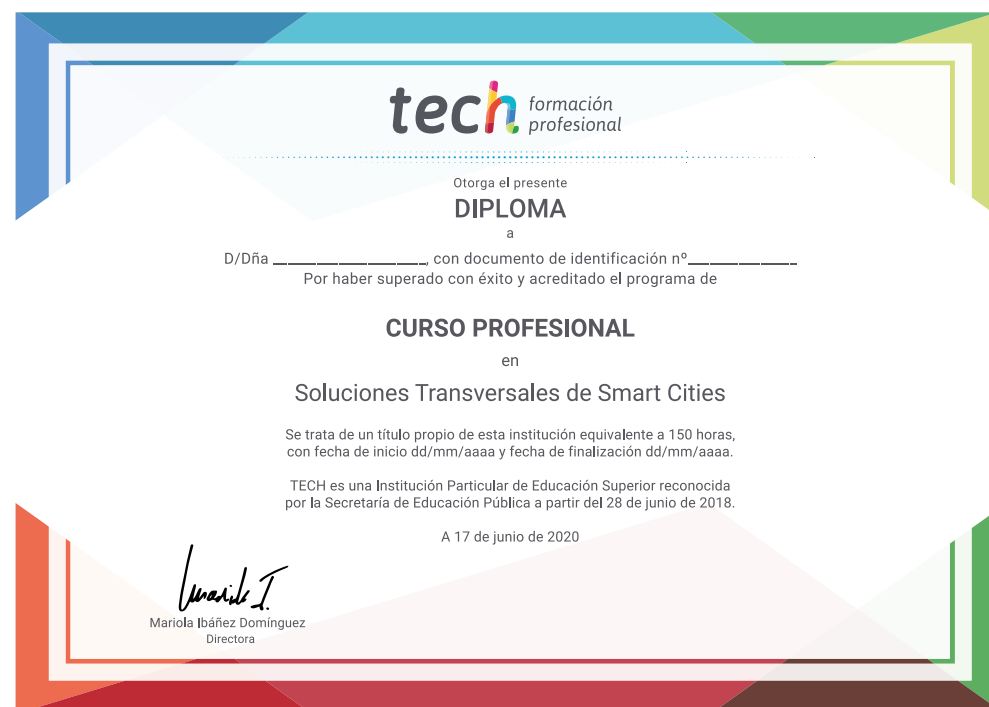 tech formación
profesional
Otorga el presente
DIPLOMA
a
D/Dña ____________________, con documento de identificación nº______________
Por haber superado con éxito y acreditado el programa de
CURSO PROFESIONAL
en
Soluciones Transversales de Smart Cities
Se trata de un título propio de esta institución equivalente a 150 horas,
con fecha de inicio dd/mm/aaaa y fecha de finalización dd/mm/aaaa.
TECH es una Institución Particular de Educación Superior reconocida
por la Secretaría de Educación Pública a partir del 28 de junio de 2018.
A 17 de junio de 2020
Mariola Ibáñez Domínguez
Directora